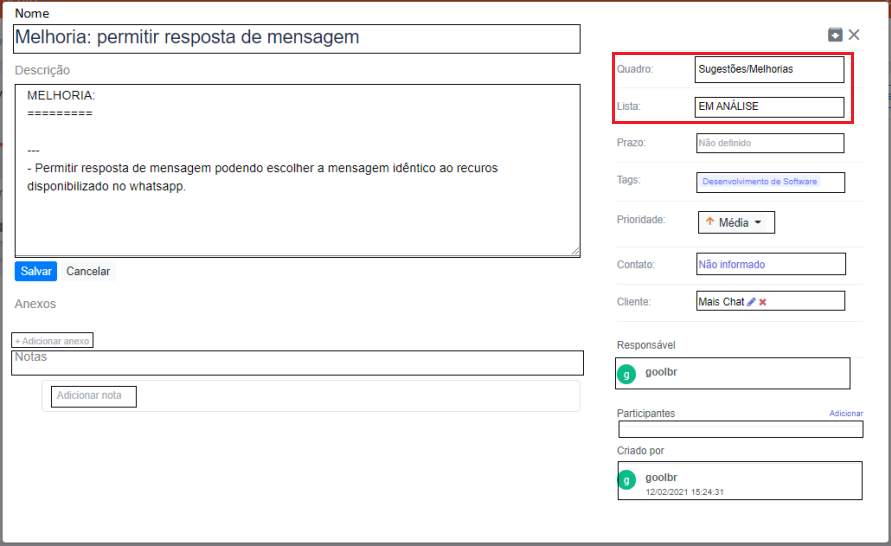 Nome
Melhoria: permitir resposta de mensagem
Descrição
MELHORIA:
=========
---
- Permitir resposta de mensagem podendo escolher a mensagem idêntico ao recuros
disponibilizado no whatsapp.
Salvar Cancelar
Anexos
+ Adicionar anexo
Notas
Adicionar nota
Quadro: Sugestões/Melhorias
Lista: EM ANÁLISE
Prazo: Não definido
Tags: Desenvolvimento de Software
Prioridade: Média
Contato: Não informado
Cliente: Mais Chat
Responsável
g goolbr
Participantes Adicionar
Criado por
g goolbr
12/02/2021 15:24:31